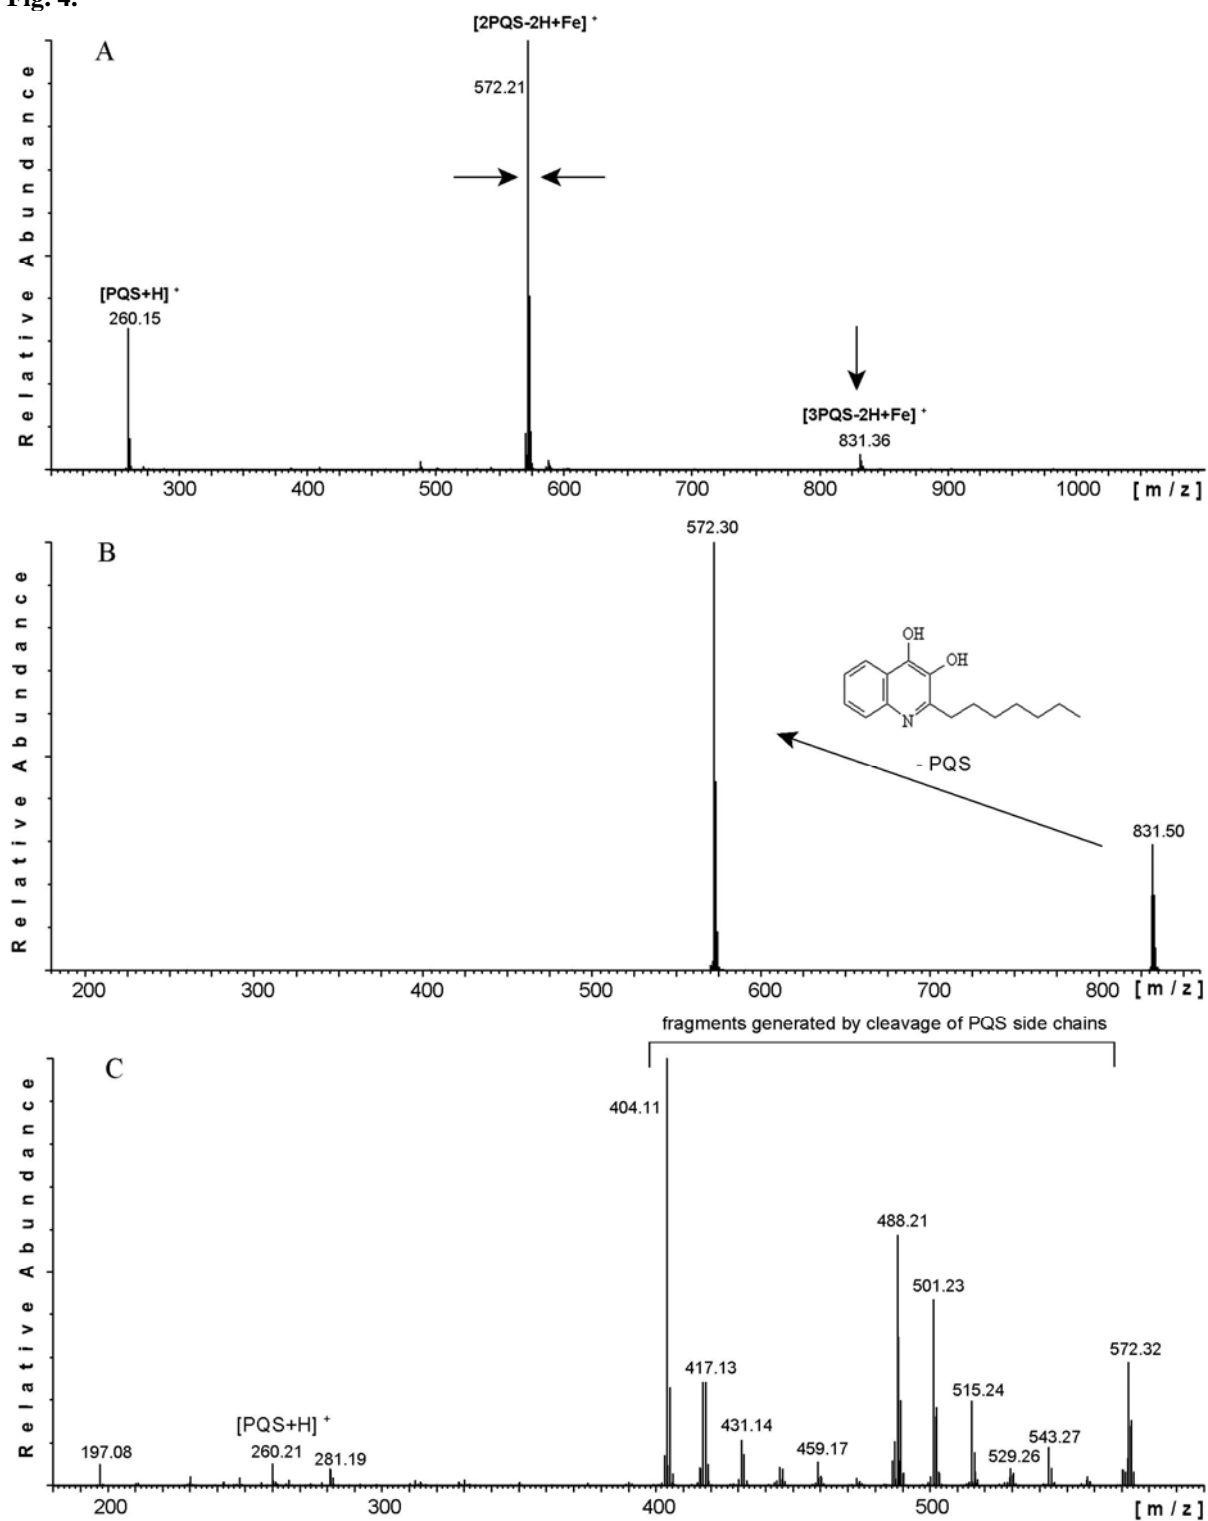 Fig. 4.
[2PQS-2H+Fe] +
A
572.21
[PQS+H] +
260.15
[3PQS-2H+Fe] +
831.36
Relative Abundance
300 400 500 600 700 800 900 1000 [m/z]
572.30
B
OH
OH
N
- PQS
831.50
Relative Abundance
200 300 400 500 600 700 800 [m/z]
fragments generated by cleavage of PQS side chains
C
404.11
488.21
501.23
572.32
417.13
515.24
431.14
[PQS+H] +
543.27
197.08
260.21
281.19
459.17
529.26
Relative Abundance
200 300 400 500 [m/z]